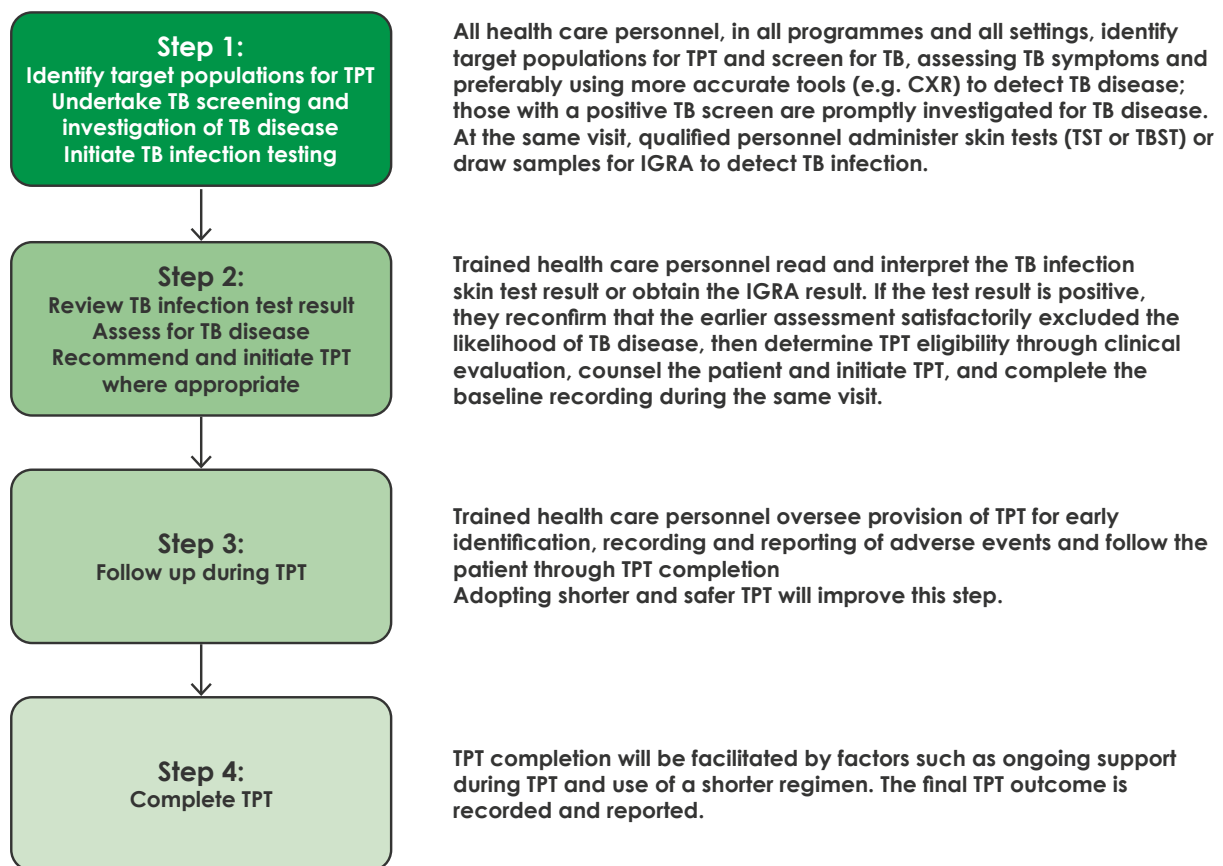 Step 1:
Identify target populations for TPT
Undertake TB screening and
investigation of TB disease
Initiate TB infection testing
All health care personnel, in all programmes and all settings, identify
target populations for TPT and screen for TB, assessing TB symptoms and
preferably using more accurate tools (e.g. CXR) to detect TB disease;
those with a positive TB screen are promptly investigated for TB disease.
At the same visit, qualified personnel administer skin tests (TST or TBST) or
draw samples for IGRA to detect TB infection.
Step 2:
Review TB infection test result
Assess for TB disease
Recommend and initiate TPT
where appropriate
Trained health care personnel read and interpret the TB infection
skin test result or obtain the IGRA result. If the test result is positive,
they reconfirm that the earlier assessment satisfactorily excluded the
likelihood of TB disease, then determine TPT eligibility through clinical
evaluation, counsel the patient and initiate TPT, and complete the
baseline recording during the same visit.
Step 3:
Follow up during TPT
Trained health care personnel oversee provision of TPT for early
identification, recording and reporting of adverse events and follow the
patient through TPT completion
Adopting shorter and safer TPT will improve this step.
Step 4:
Complete TPT
TPT completion will be facilitated by factors such as ongoing support
during TPT and use of a shorter regimen. The final TPT outcome is
recorded and reported.